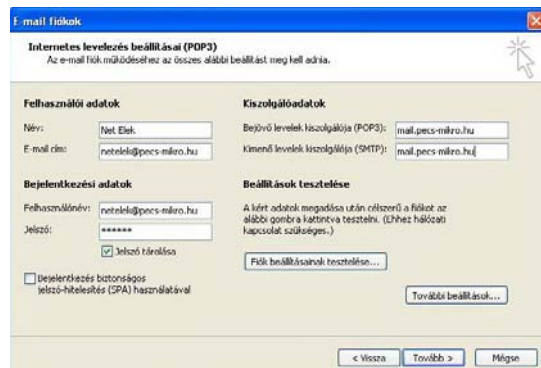 E-mail fiókok
Internetes levelezés beállításai (POP3)
Az e-mail fiók működéséhez az összes alábbi beállítást meg kell adnia.
Felhasználói adatok
Név: Net Elek
E-mail cím: netelek@pecs-mikro.hu
Bejelentkezési adatok
Felhasználónév: netelek@pecs-mikro.hu
Jelszó: ******
Jelszó tárolása
Bejelentkezés biztonságos
jelszó-hitelesítés (SPA) használatával
Kiszolgálóadatok
Bejövő levelek kiszolgálója (POP3): mail.pecs-mikro.hu
Kimenő levelek kiszolgálója (SMTP): mail.pecs-mikro.hu
Beállítások tesztelése
A kért adatok megadása után célszerű a fiókot az
alábbi gombra kattintva tesztelni. (Ehhez hálózati
kapcsolat szükséges.)
Fiók beállításainak tesztelése...
További beállítások...
< Vissza
Tovább >
Mégse